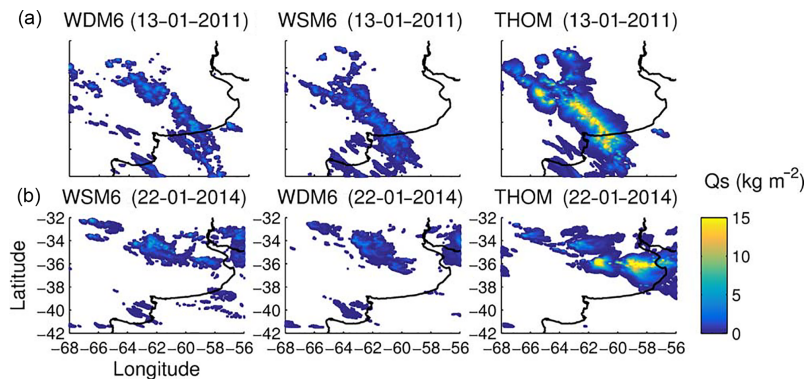 (a) WDM6 (13-01-2011) WSM6 (13-01-2011) THOM (13-01-2011)
(b) WSM6 (22-01-2014) WDM6 (22-01-2014) THOM (22-01-2014)
Qs (kg m⁻²)
15
10
5
0
Latitude
−32
−34
−36
−38
−40
−42
−68 −66 −64 −62 −60 −58 −56 −68 −66 −64 −62 −60 −58 −56 −68 −66 −64 −62 −60 −58 −56
Longitude